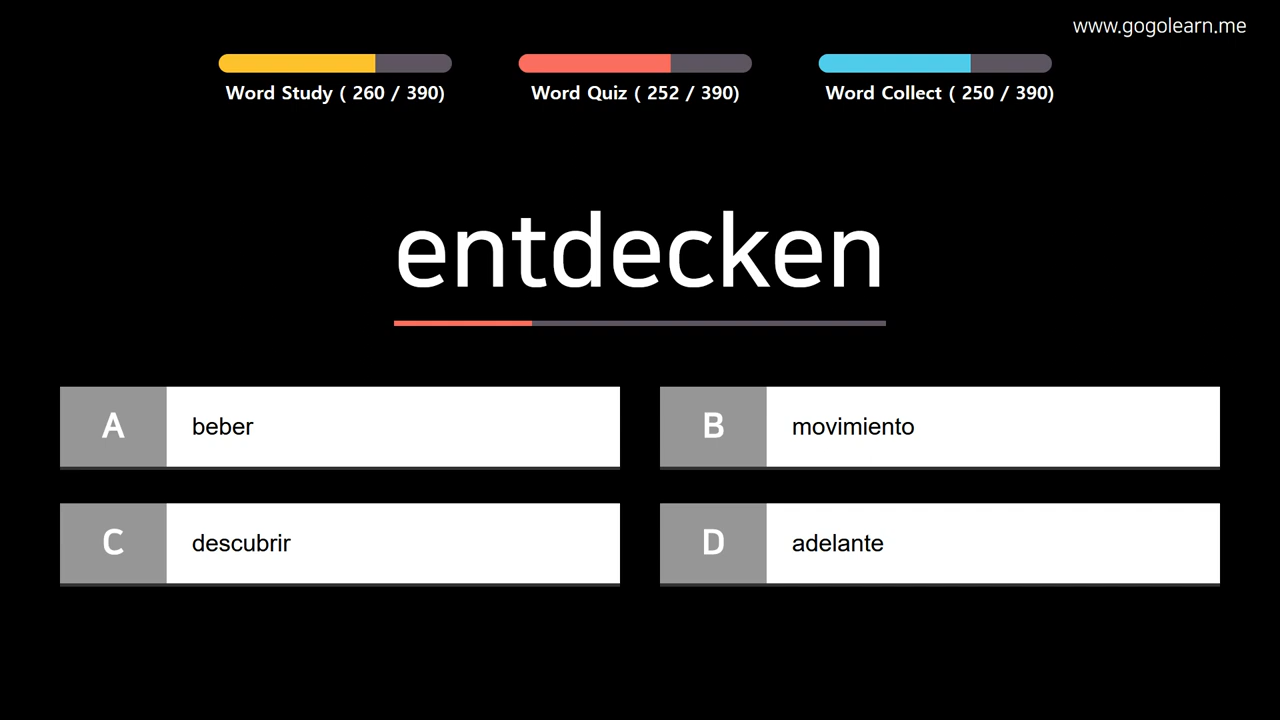 www.gogolearn.me
Word Study ( 260 / 390)
Word Quiz ( 252 / 390)
Word Collect ( 250 / 390)
entdecken
A beber
B movimiento
C descubrir
D adelante